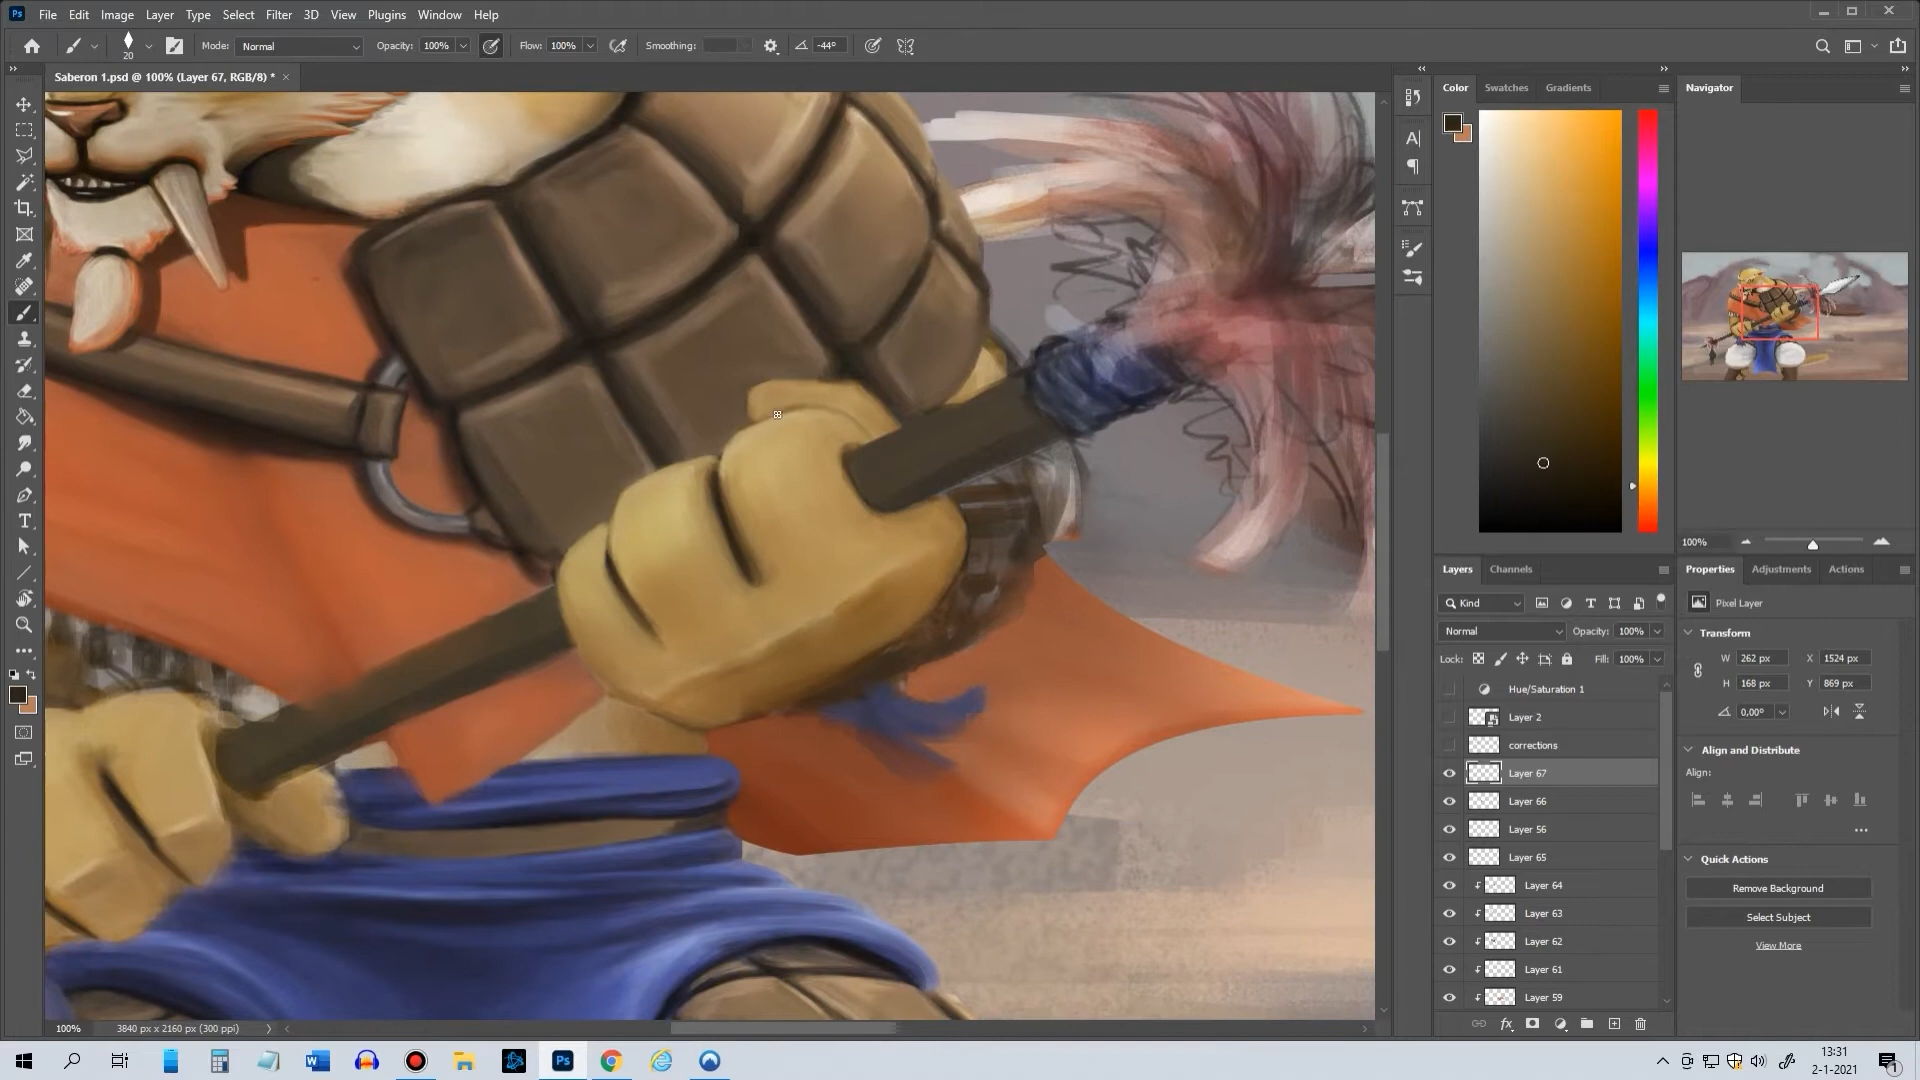 Ps File Edit Image Layer Type Select Filter 3D View Plugins Window Help
20 Mode: Normal Opacity: 100% Flow: 100% Smoothing: -44°
Saberon 1.psd @ 100% (Layer 67, RGB/8) *
Color Swatches Gradients
Navigator
100%
Layers Channels
Kind
Normal Opacity: 100%
Lock: Fill: 100%
Hue/Saturation 1
Layer 2
corrections
Layer 67
Layer 66
Layer 56
Layer 65
Layer 64
Layer 63
Layer 62
Layer 61
Layer 59
fx
Properties Adjustments Actions
Pixel Layer
Transform
W 262 px X 1524 px
H 168 px Y 869 px
0,00°
Align and Distribute
Align:
Quick Actions
Remove Background
Select Subject
View More
100% 3840 px x 2160 px (300 ppi)
Ps
13:31
2-1-2021
1